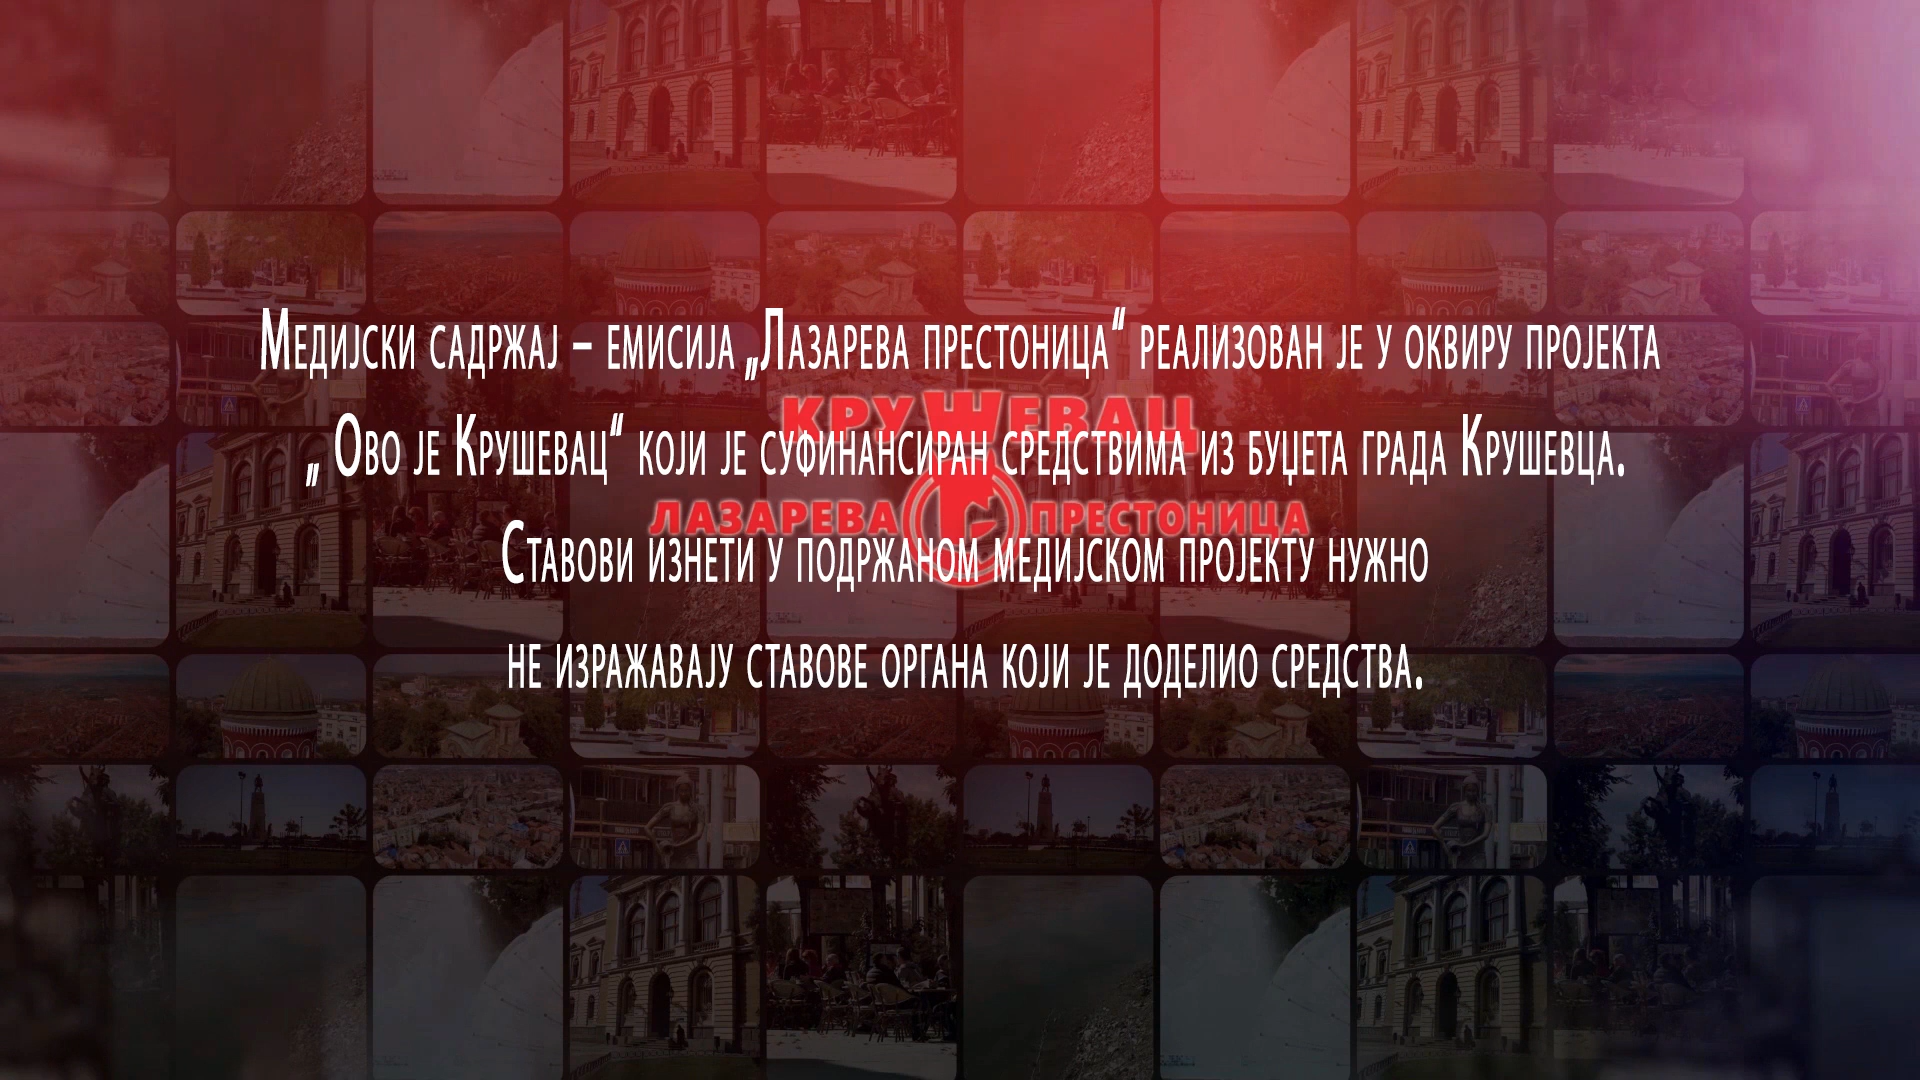 Медијски садржај – емисија „Лазарева престоница“ реализован је у оквиру пројекта
КРУШЕВАЦ
„ Ово је Крушевац“ који је суфинансиран средствима из буџета града Крушевца.
ЛАЗАРЕВА ПРЕСТОНИЦА
Ставови изнети у подржаном медијском пројекту нужно
не изражавају ставове органа који је доделио средства.